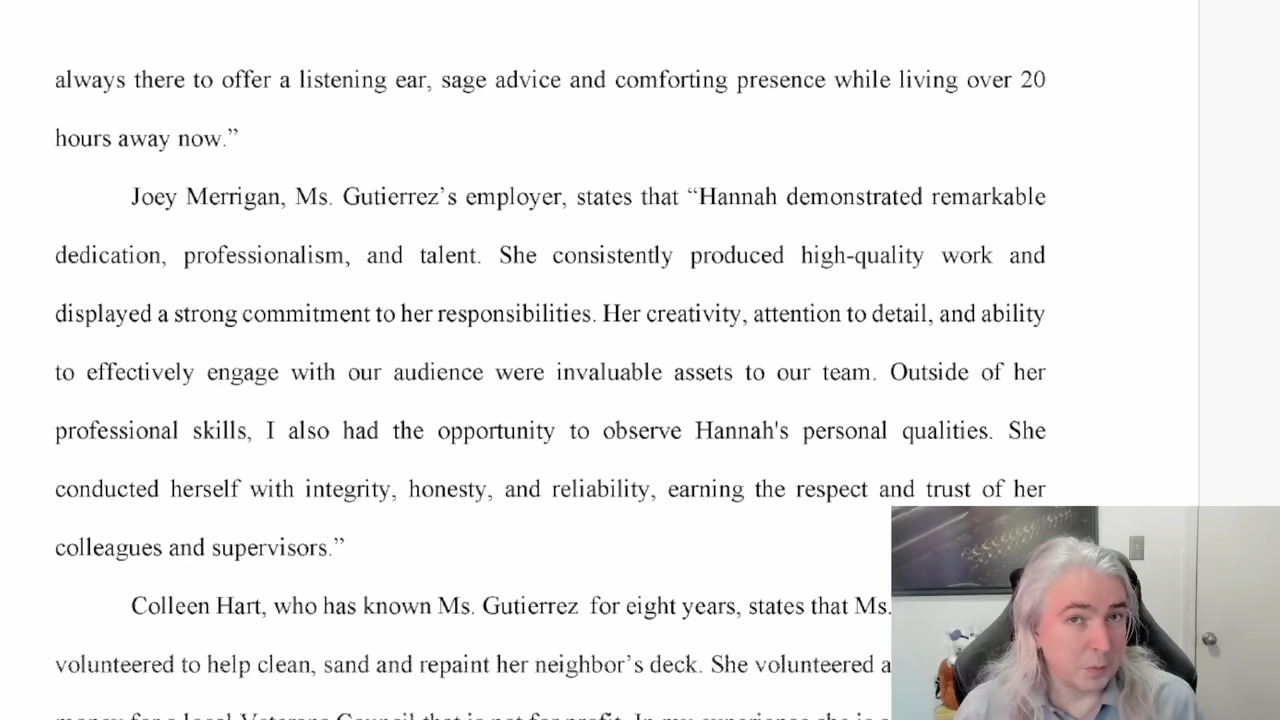 always there to offer a listening ear, sage advice and comforting presence while living over 20
hours away now.”
Joey Merrigan, Ms. Gutierrez’s employer, states that “Hannah demonstrated remarkable
dedication, professionalism, and talent. She consistently produced high-quality work and
displayed a strong commitment to her responsibilities. Her creativity, attention to detail, and ability
to effectively engage with our audience were invaluable assets to our team. Outside of her
professional skills, I also had the opportunity to observe Hannah's personal qualities. She
conducted herself with integrity, honesty, and reliability, earning the respect and trust of her
colleagues and supervisors.”
Colleen Hart, who has known Ms. Gutierrez for eight years, states that Ms.
volunteered to help clean, sand and repaint her neighbor’s deck. She volunteered a